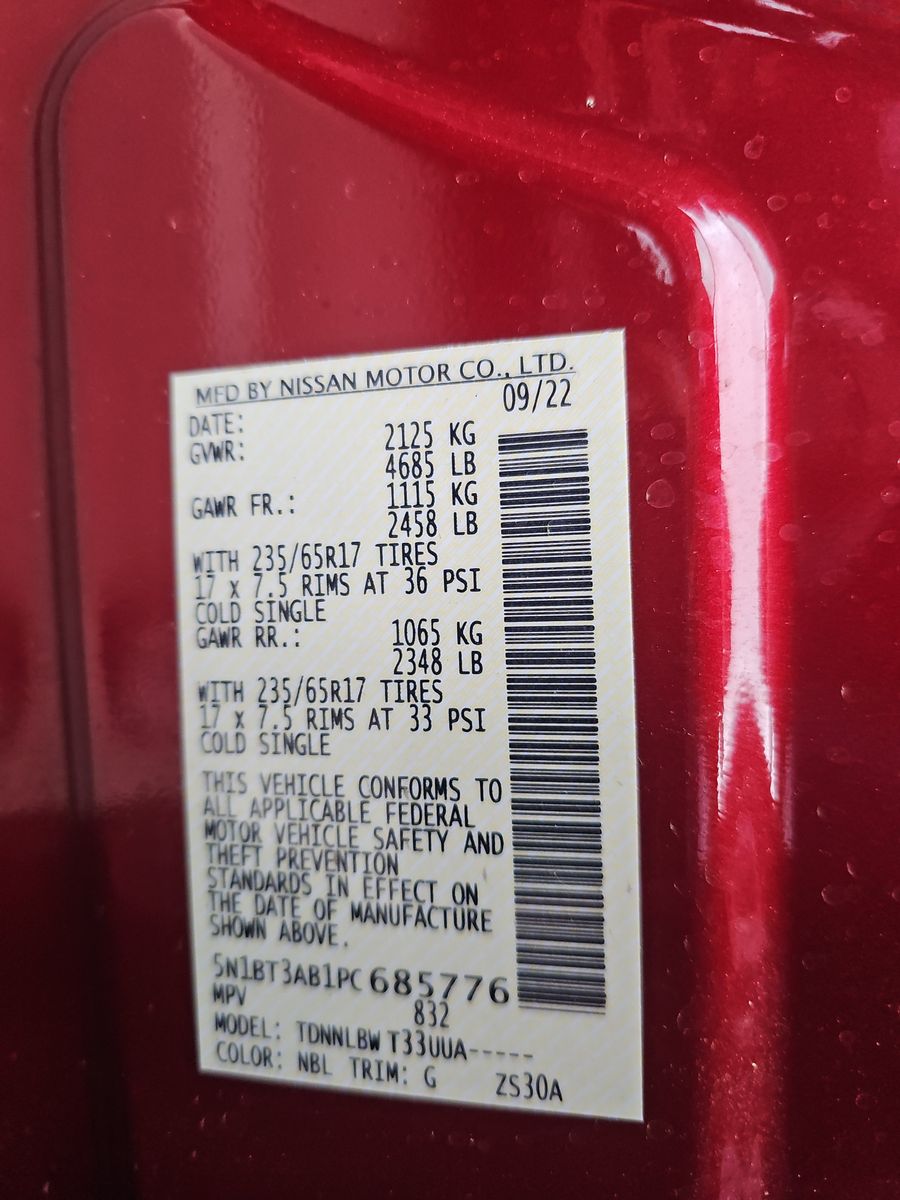 MFD BY NISSAN MOTOR CO., LTD.
DATE: 09/22
GVWR: 2125 KG
4685 LB
GAWR FR.: 1115 KG
2458 LB
WITH 235/65R17 TIRES
17 x 7.5 RIMS AT 36 PSI
COLD SINGLE
GAWR RR.: 1065 KG
2348 LB
WITH 235/65R17 TIRES
17 x 7.5 RIMS AT 33 PSI
COLD SINGLE
THIS VEHICLE CONFORMS TO
ALL APPLICABLE FEDERAL
MOTOR VEHICLE SAFETY AND
THEFT PREVENTION
STANDARDS IN EFFECT ON
THE DATE OF MANUFACTURE
SHOWN ABOVE.
5N1BT3AB1PC685776
MPV 832
MODEL: TDNNLBW T33UUA-----
COLOR: NBL TRIM: G ZS30A